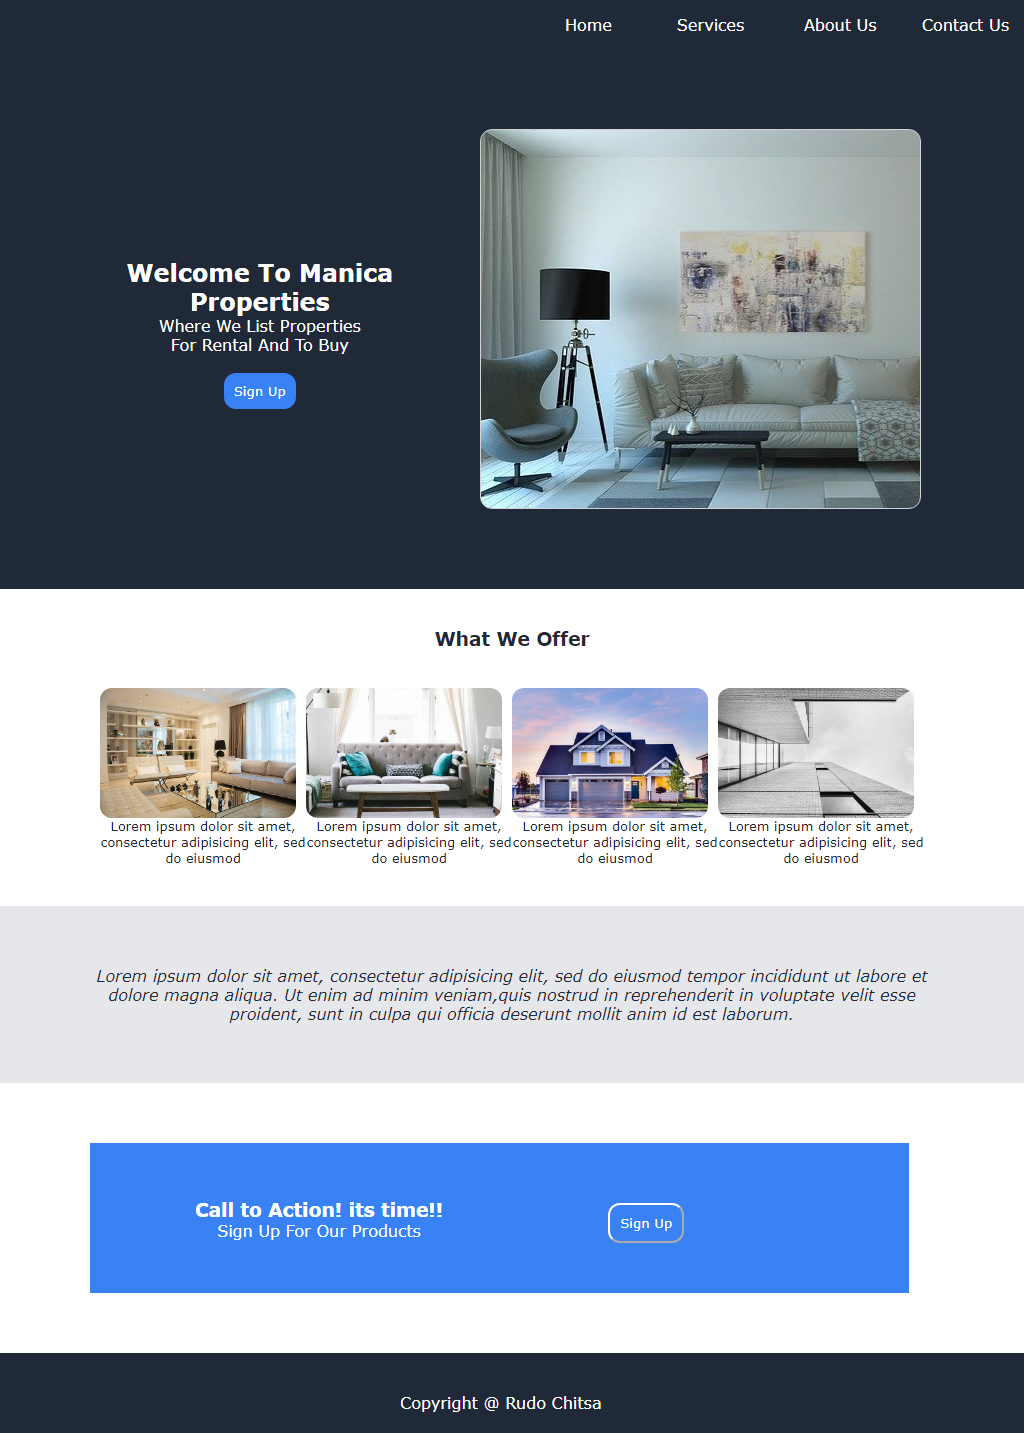 Home Services About Us Contact Us
Welcome To Manica
Properties
Where We List Properties
For Rental And To Buy
Sign Up
What We Offer
Lorem ipsum dolor sit amet,
consectetur adipisicing elit, sed
do eiusmod
Lorem ipsum dolor sit amet,
consectetur adipisicing elit, sed
do eiusmod
Lorem ipsum dolor sit amet,
consectetur adipisicing elit, sed
do eiusmod
Lorem ipsum dolor sit amet,
consectetur adipisicing elit, sed
do eiusmod
Lorem ipsum dolor sit amet, consectetur adipisicing elit, sed do eiusmod tempor incididunt ut labore et
dolore magna aliqua. Ut enim ad minim veniam,quis nostrud in reprehenderit in voluptate velit esse
proident, sunt in culpa qui officia deserunt mollit anim id est laborum.
Call to Action! its time!!
Sign Up For Our Products
Sign Up
Copyright @ Rudo Chitsa